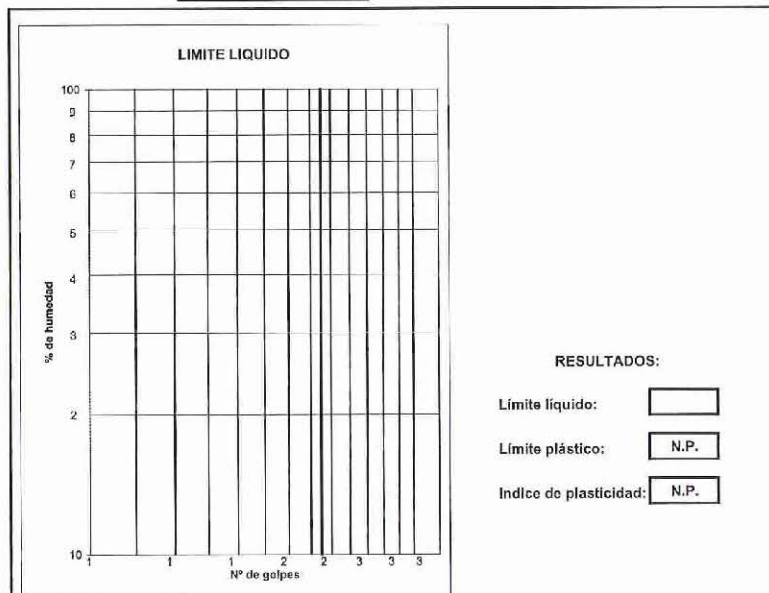 LIMITE LIQUIDO
100
9
8
7
6
5
4
3
2
10
% de humedad
1 1 1 2 2 3 3 3
Nº de golpes
RESULTADOS:
Límite líquido:
Límite plástico: N.P.
Indice de plasticidad: N.P.